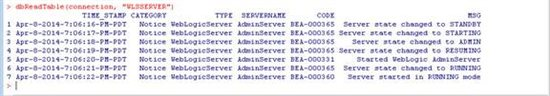 > dbReadTable(connection, "WLSSERVER")
TIME_STAMP CATEGORY TYPE SERVERNAME CODE MSG
1 Apr-8-2014-7:06:16-PM-PDT Notice WebLogicServer AdminServer BEA-000365 Server state changed to STANDBY
2 Apr-8-2014-7:06:17-PM-PDT Notice WebLogicServer AdminServer BEA-000365 Server state changed to STARTING
3 Apr-8-2014-7:06:18-PM-PDT Notice WebLogicServer AdminServer BEA-000365 Server state changed to ADMIN
4 Apr-8-2014-7:06:19-PM-PDT Notice WebLogicServer AdminServer BEA-000365 Server state changed to RESUMING
5 Apr-8-2014-7:06:20-PM-PDT Notice WebLogicServer AdminServer BEA-000331 Started WebLogic AdminServer
6 Apr-8-2014-7:06:21-PM-PDT Notice WebLogicServer AdminServer BEA-000365 Server state changed to RUNNING
7 Apr-8-2014-7:06:22-PM-PDT Notice WebLogicServer AdminServer BEA-000360 Server started in RUNNING mode
>